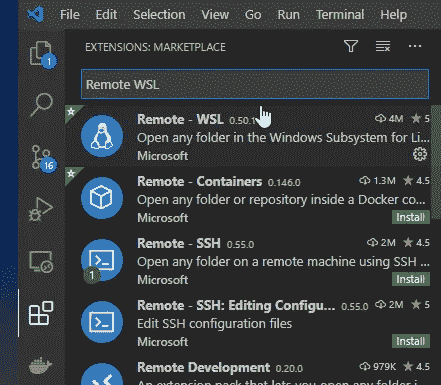 File Edit Selection View Go Run Terminal Help
EXTENSIONS: MARKETPLACE
1
Remote WSL
Remote - WSL 0.50.1 4M 5
Open any folder in the Windows Subsystem for Li...
Microsoft
16
Remote - Containers 0.146.0 1.3M 4.5
Open any folder or repository inside a Docker co...
Microsoft Install
Remote - SSH 0.55.0 2M 4.5
Open any folder on a remote machine using SSH ...
1
Microsoft Install
Remote - SSH: Editing Configu... 0.55.0 2M 5
Edit SSH configuration files
Microsoft Install
Remote Development 0.20.0 979K 4.5
An extension pack that lets you open any folder i